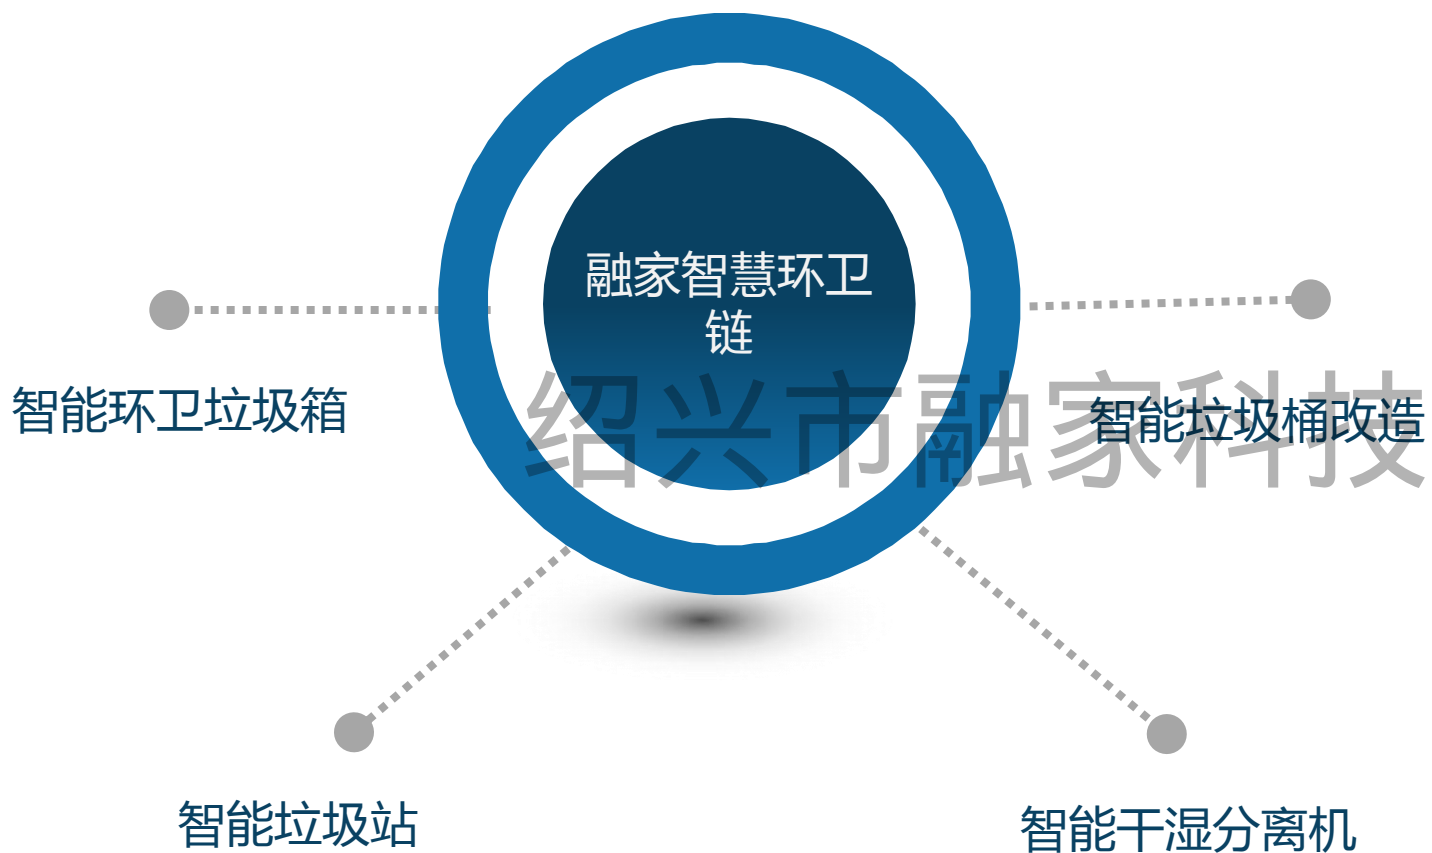 融家智慧环卫
链
智能环卫垃圾箱
智能垃圾桶改造
绍兴市融家科技
智能垃圾站
智能干湿分离机